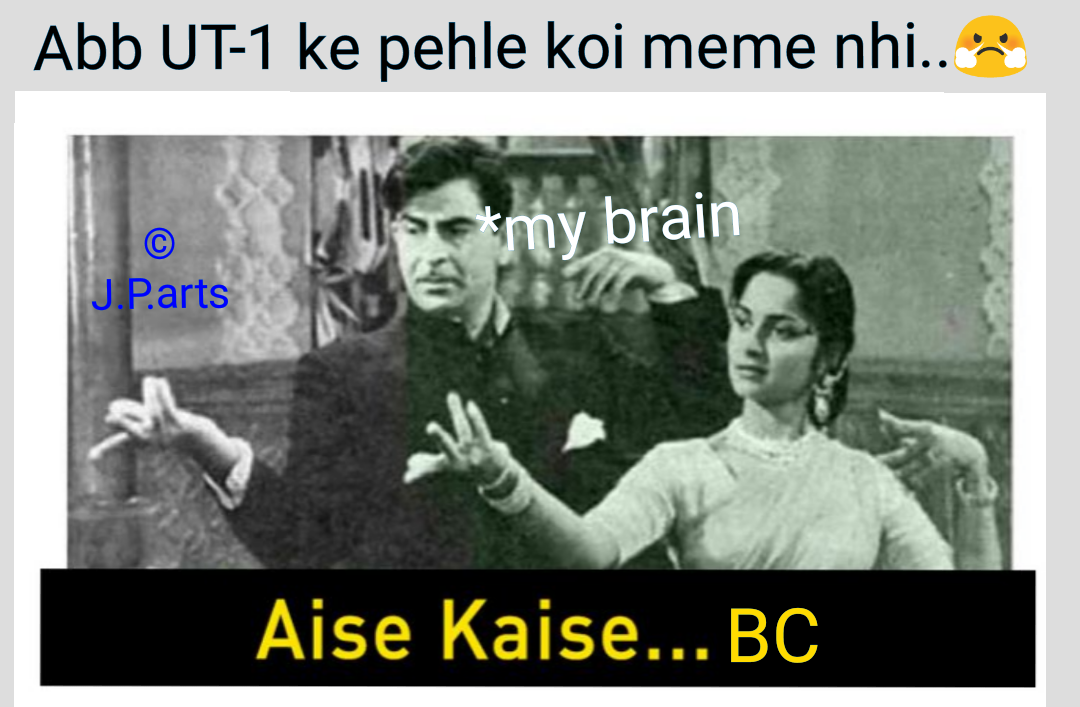 Abb UT-1 ke pehle koi meme nhi..😤
*my brain
©
J.P.arts
Aise Kaise... BC